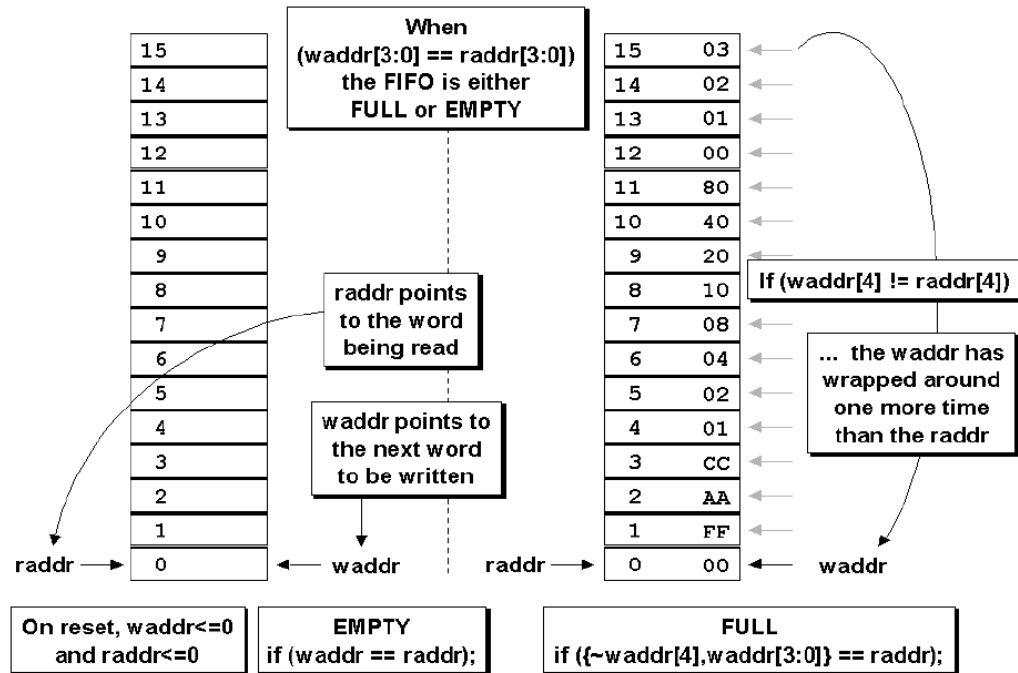 When
(waddr[3:0] == raddr[3:0])
the FIFO is either
FULL or EMPTY
15
14
13
12
11
10
9
8
7
6
5
4
3
2
1
0
raddr
waddr
raddr points
to the word
being read
waddr points to
the next word
to be written
15 03
14 02
13 01
12 00
11 80
10 40
9 20
8 10
7 08
6 04
5 02
4 01
3 CC
2 AA
1 FF
0 00
raddr
waddr
If (waddr[4] != raddr[4])
... the waddr has
wrapped around
one more time
than the raddr
On reset, waddr<=0
and raddr<=0
EMPTY
if (waddr == raddr);
FULL
if ({~waddr[4],waddr[3:0]} == raddr);